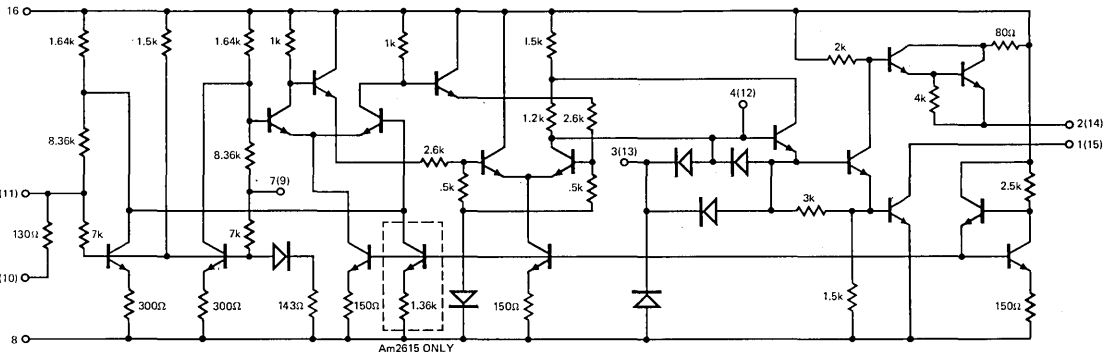 16
1.64k
1.5k
1.64k
1k
1k
I.5k
2k
80Ω
4(12)
4k
2(14)
1(15)
8.36k
8.36k
2.6k
1.2k
2.6k
3(13)
(11)
7(9)
.5k
.5k
3k
2.5k
130Ω
7k
7k
(10)
300Ω
300Ω
143Ω
150Ω
1.36k
150Ω
1.5k
150Ω
8
Am2615 ONLY